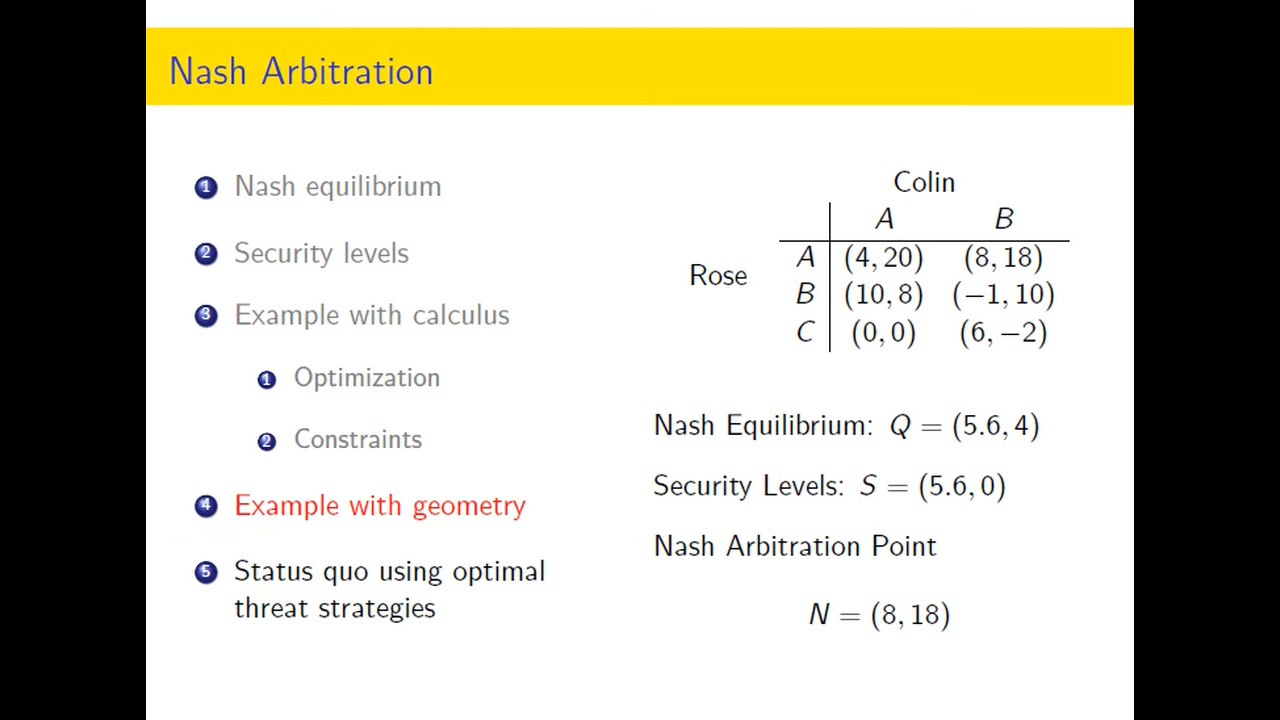 Nash Arbitration
1 Nash equilibrium
2 Security levels
3 Example with calculus
1 Optimization
2 Constraints
4 Example with geometry
5 Status quo using optimal
threat strategies
Colin
A B
A (4, 20) (8, 18)
Rose
B (10, 8) (−1, 10)
C (0, 0) (6, −2)
Nash Equilibrium: Q = (5.6, 4)
Security Levels: S = (5.6, 0)
Nash Arbitration Point
N = (8, 18)